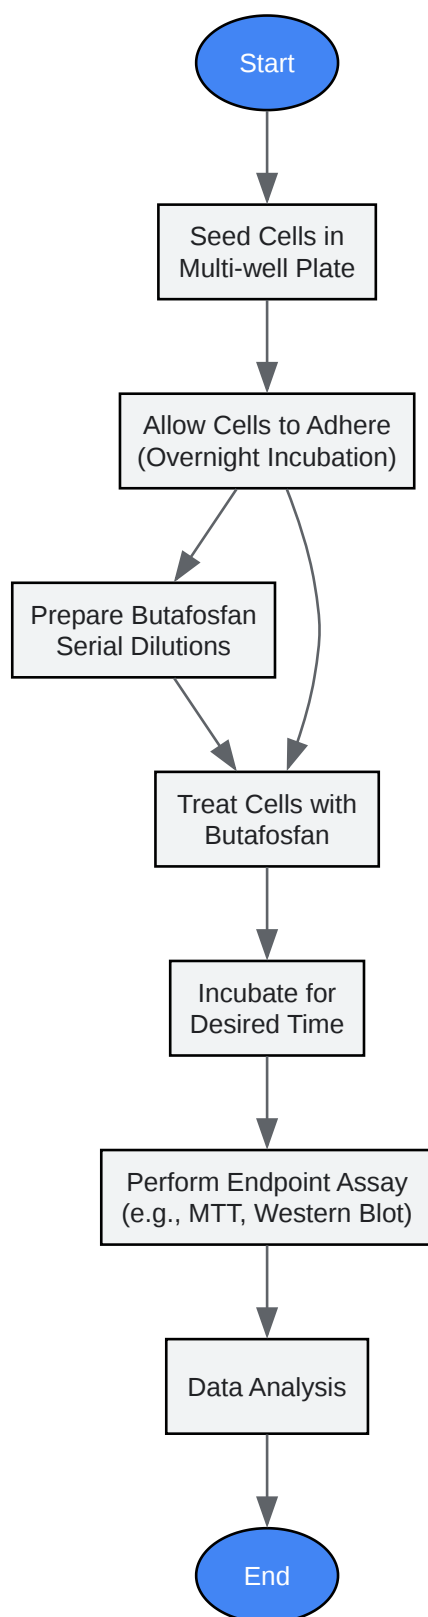 Start
Seed Cells in
Multi-well Plate
Allow Cells to Adhere
(Overnight Incubation)
Prepare Butafosfan
Serial Dilutions
Treat Cells with
Butafosfan
Incubate for
Desired Time
Perform Endpoint Assay
(e.g., MTT, Western Blot)
Data Analysis
End